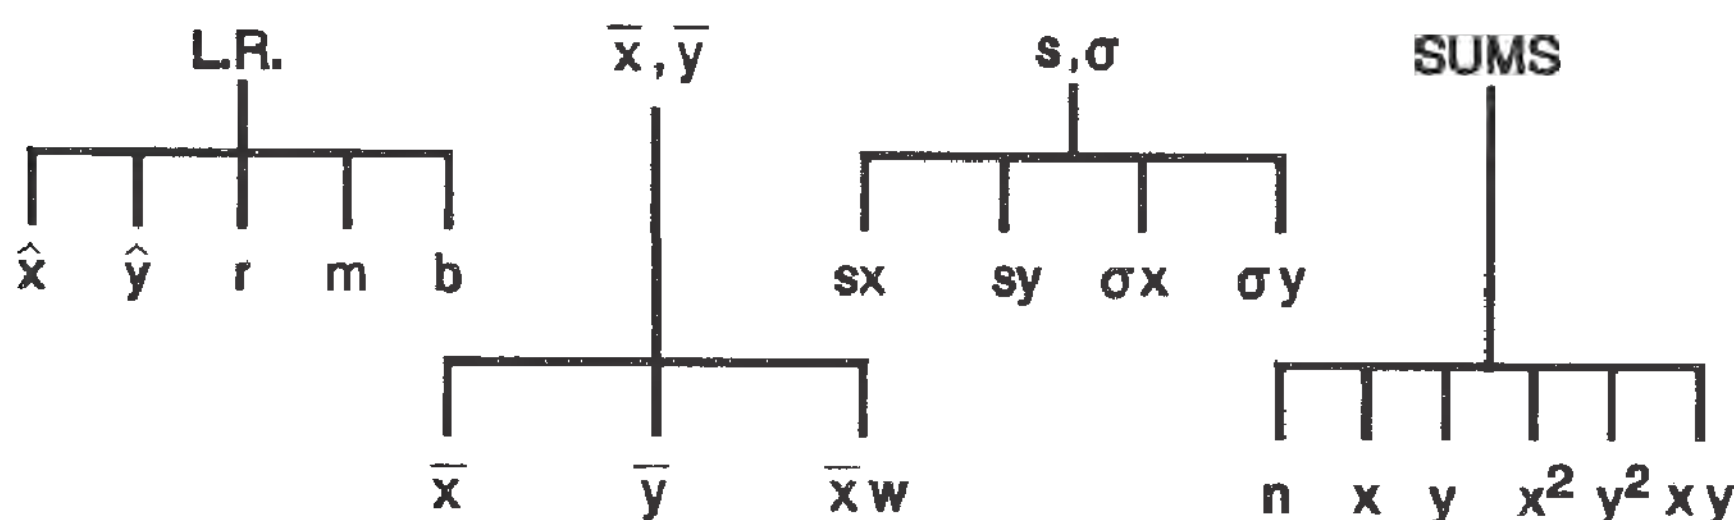 L.R. x̅, y̅ s,σ SUMS
x̂ ŷ r m b sx sy σx σy
x̅ y̅ x̅w n x y x² y² xy